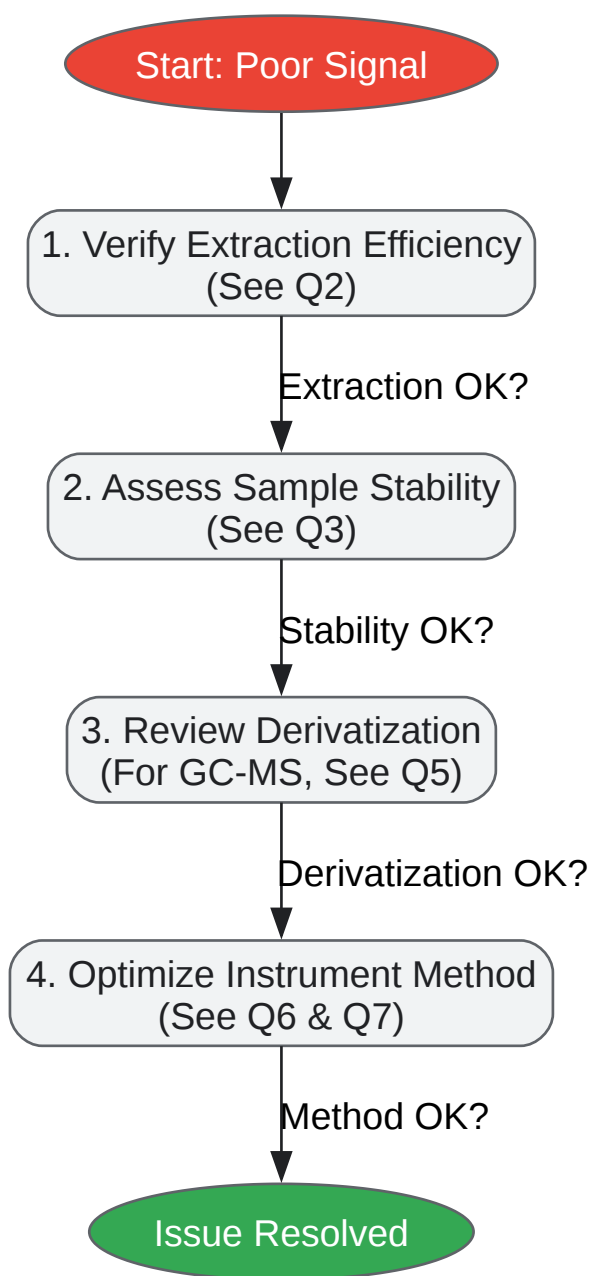 Start: Poor Signal
1. Verify Extraction Efficiency
(See Q2)
Extraction OK?
2. Assess Sample Stability
(See Q3)
Stability OK?
3. Review Derivatization
(For GC-MS, See Q5)
Derivatization OK?
4. Optimize Instrument Method
(See Q6 & Q7)
Method OK?
Issue Resolved